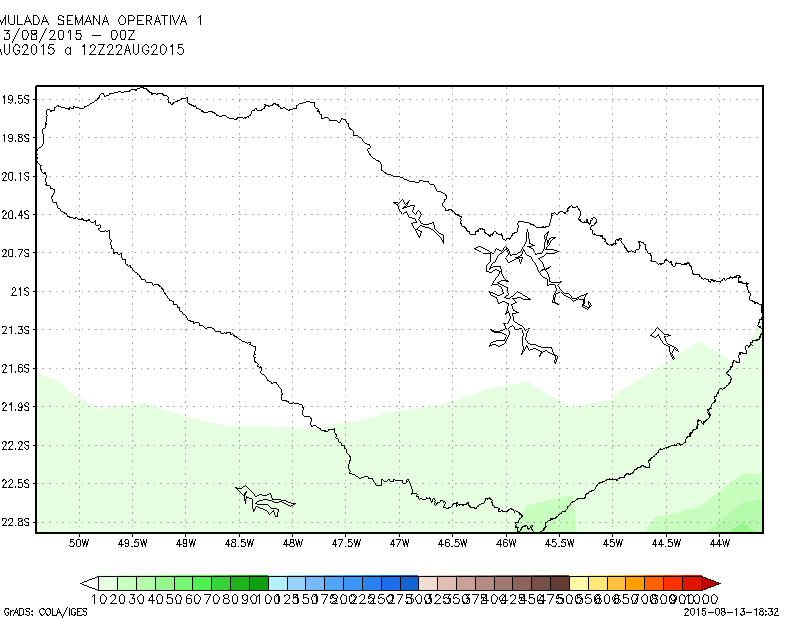 MULADA SEMANA OPERATIVA 1
3/08/2015 – 00Z
AUG2015 a 12Z22AUG2015
19.5S
19.8S
20.1S
20.4S
20.7S
21S
21.3S
21.6S
21.9S
22.2S
22.5S
22.8S
50W 49.5W 49W 48.5W 48W 47.5W 47W 46.5W 46W 45.5W 45W 44.5W 44W
10 20 30 40 50 60 70 80 90 100 125 150 175 200 225 250 275 300 325 350 375 400 425 450 475 500 550 600 650 700 800 900 1000
GrADS: COLA/IGES 2015-08-13-18:32